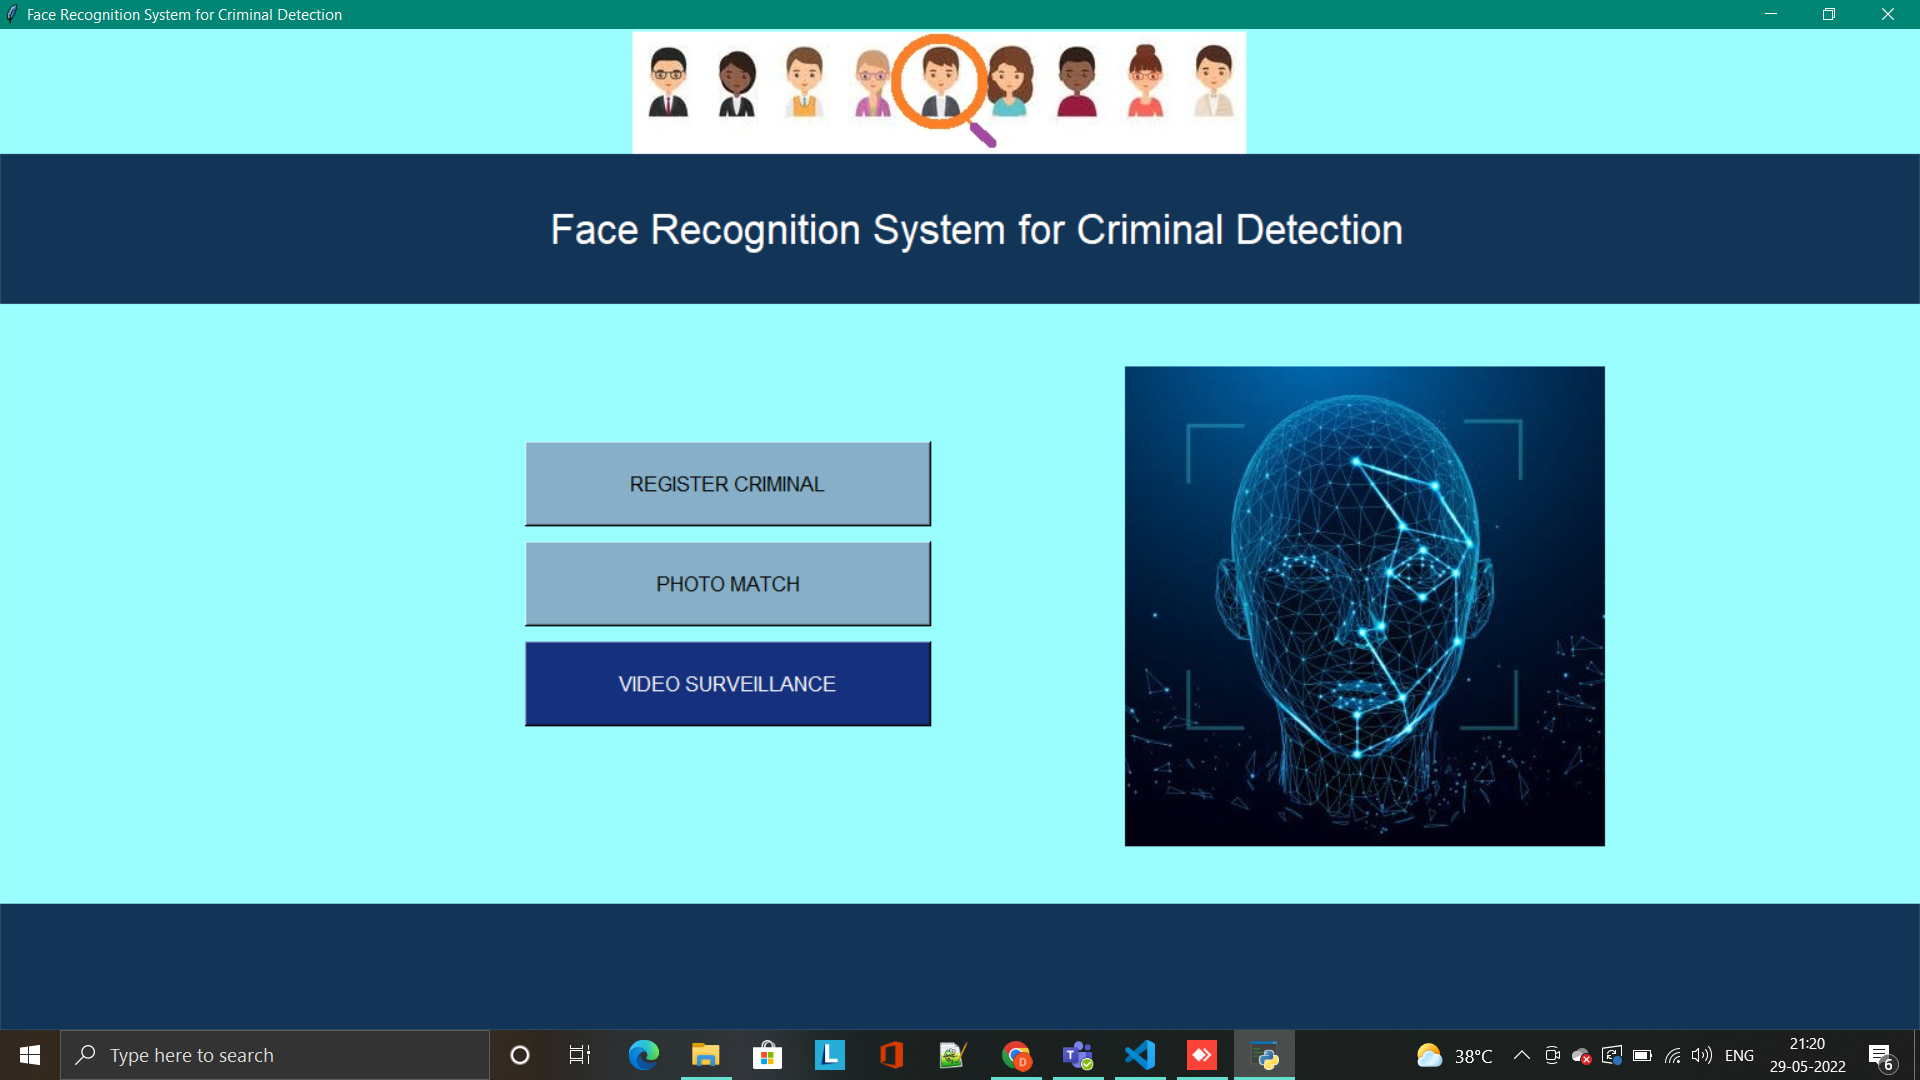 Face Recognition System for Criminal Detection
Face Recognition System for Criminal Detection
REGISTER CRIMINAL
PHOTO MATCH
VIDEO SURVEILLANCE
Type here to search
L
D
T
38°C
ENG
21:20
29-05-2022
6